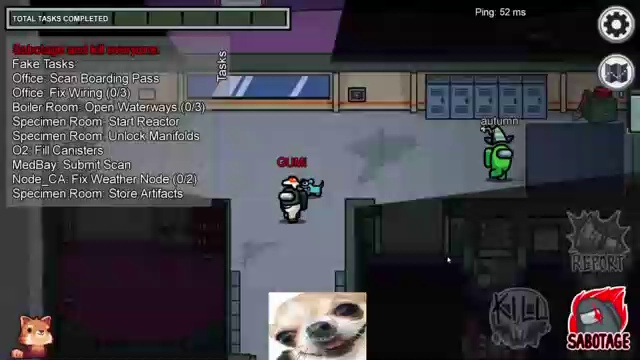 TOTAL TASKS COMPLETED
Ping: 52 ms
Sabotage and kill everyone.
Fake Tasks:
Office: Scan Boarding Pass
Office: Fix Wiring (0/3)
Boiler Room: Open Waterways (0/3)
Specimen Room: Start Reactor
Specimen Room: Unlock Manifolds
O2: Fill Canisters
MedBay: Submit Scan
Node_CA: Fix Weather Node (0/2)
Specimen Room: Store Artifacts
Tasks
autumn
GUMI
REPORT
KILL
SABOTAGE